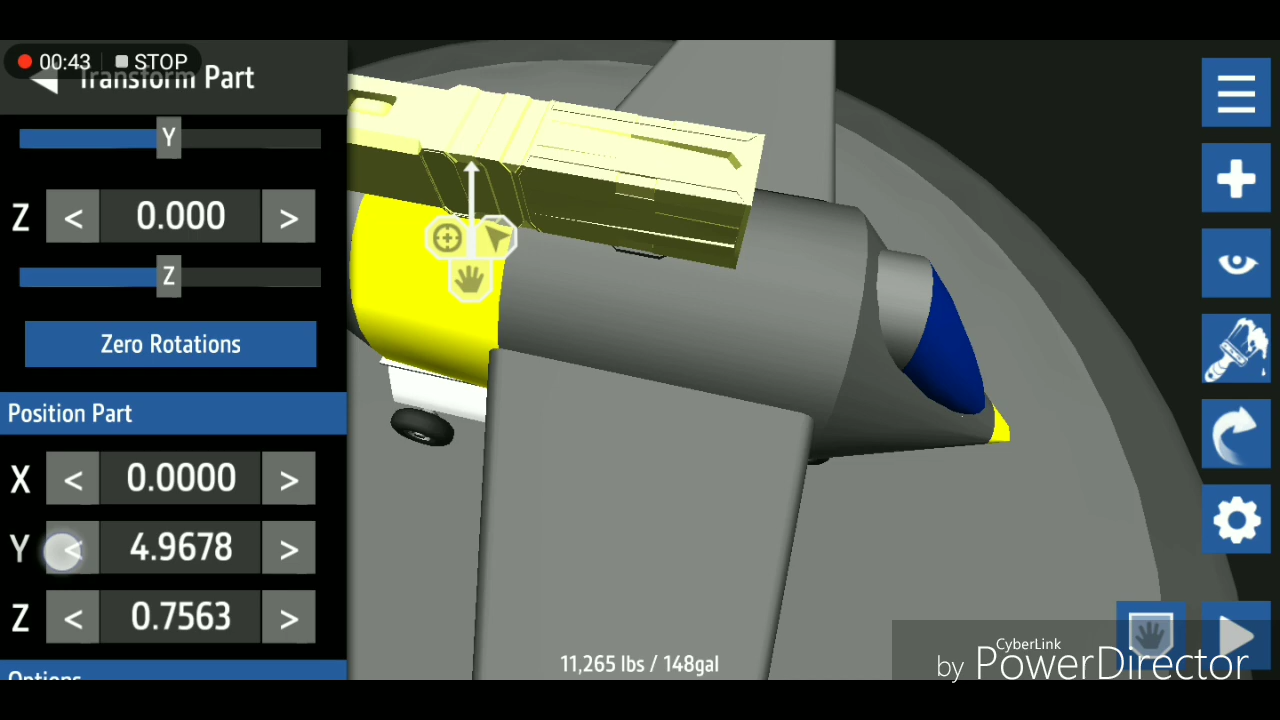 00:43 STOP
Transform Part
Y
Z < 0.000 >
Z
Zero Rotations
Position Part
X < 0.0000 >
Y < 4.9678 >
Z < 0.7563 >
Options
11,265 lbs / 148gal
CyberLink
by PowerDirector